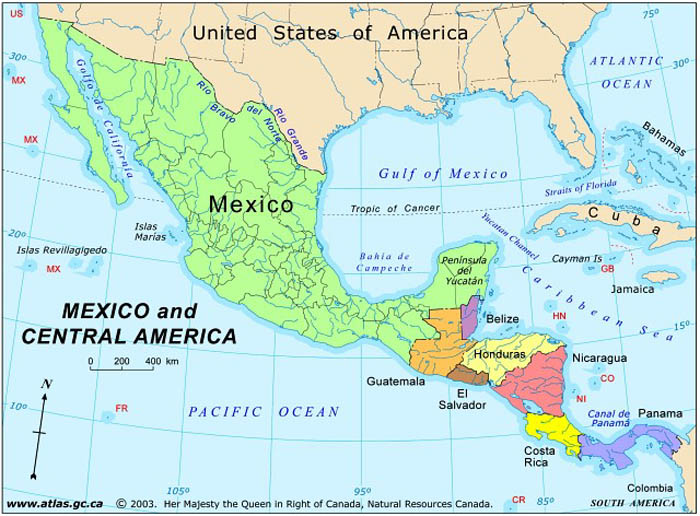 US
United States of America
75°
30°
MX
Golfo de California
Río Bravo del Norte
Rio Grande
ATLANTIC
OCEAN
30°
MX
Bahamas
Mexico
Gulf of Mexico
Tropic of Cancer
Straits of Florida
Cuba
20°
Islas
Marías
Islas Revillagigedo
MX
Bahía de
Campeche
Península
del
Yucatán
Yucatan Channel
Cayman Is
GB
Jamaica
Caribbean Sea
MEXICO and
CENTRAL AMERICA
0 200 400 km
Belize
HN
15°
Honduras
Nicaragua
Guatemala
El
Salvador
CO
NI
N
10°
FR
PACIFIC OCEAN
Canal de
Panamá
Panama
Costa
Rica
Colombia
105°
95°
CR
85°
SOUTH AMERICA
www.atlas.gc.ca © 2003. Her Majesty the Queen in Right of Canada, Natural Resources Canada.